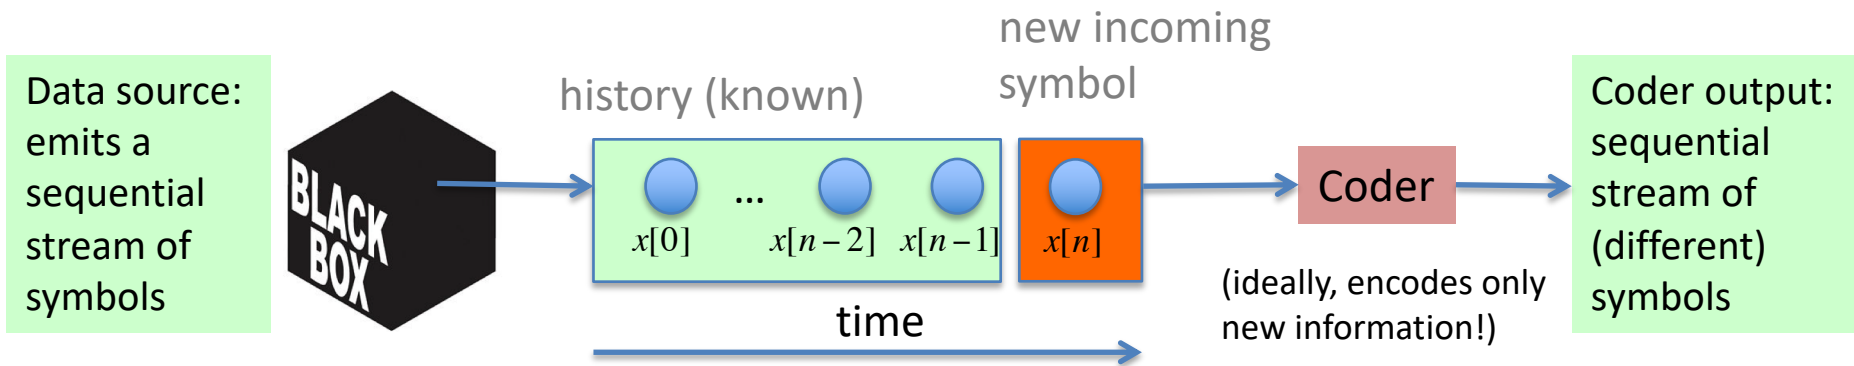 Data source:
emits a
sequential
stream of
symbols
BLACK
BOX
history (known)
new incoming
symbol
...
x[0]
x[n−2]
x[n−1]
x[n]
time
Coder
(ideally, encodes only
new information!)
Coder output:
sequential
stream of
(different)
symbols